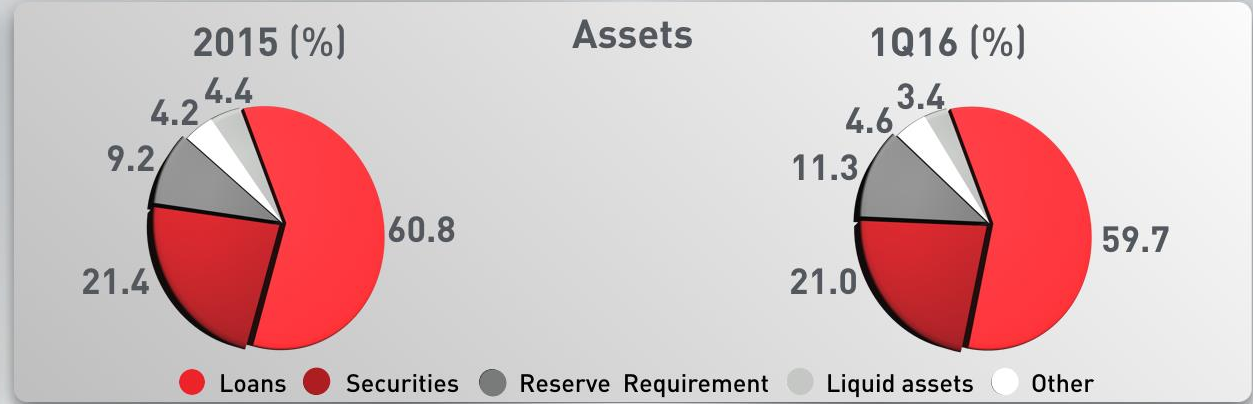 Assets
2015 (%)
1Q16 (%)
4.4
4.2
9.2
60.8
21.4
3.4
4.6
11.3
59.7
21.0
Loans
Securities
Reserve Requirement
Liquid assets
Other